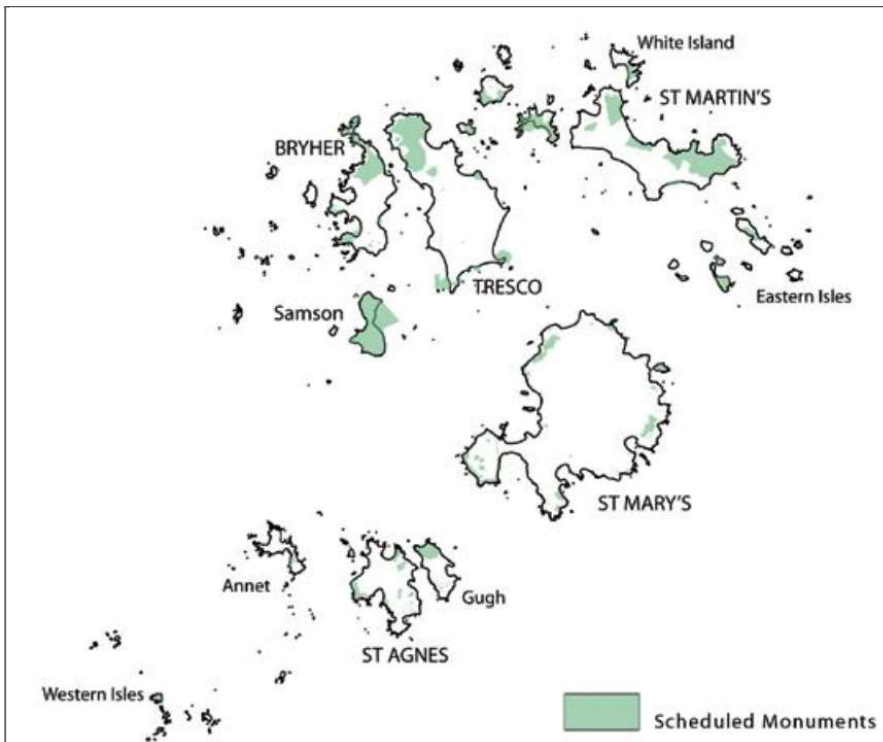 White Island
ST MARTIN'S
BRYHER
TRESCO
Eastern Isles
Samson
ST MARY'S
Annet
Gugh
ST AGNES
Western Isles
Scheduled Monuments